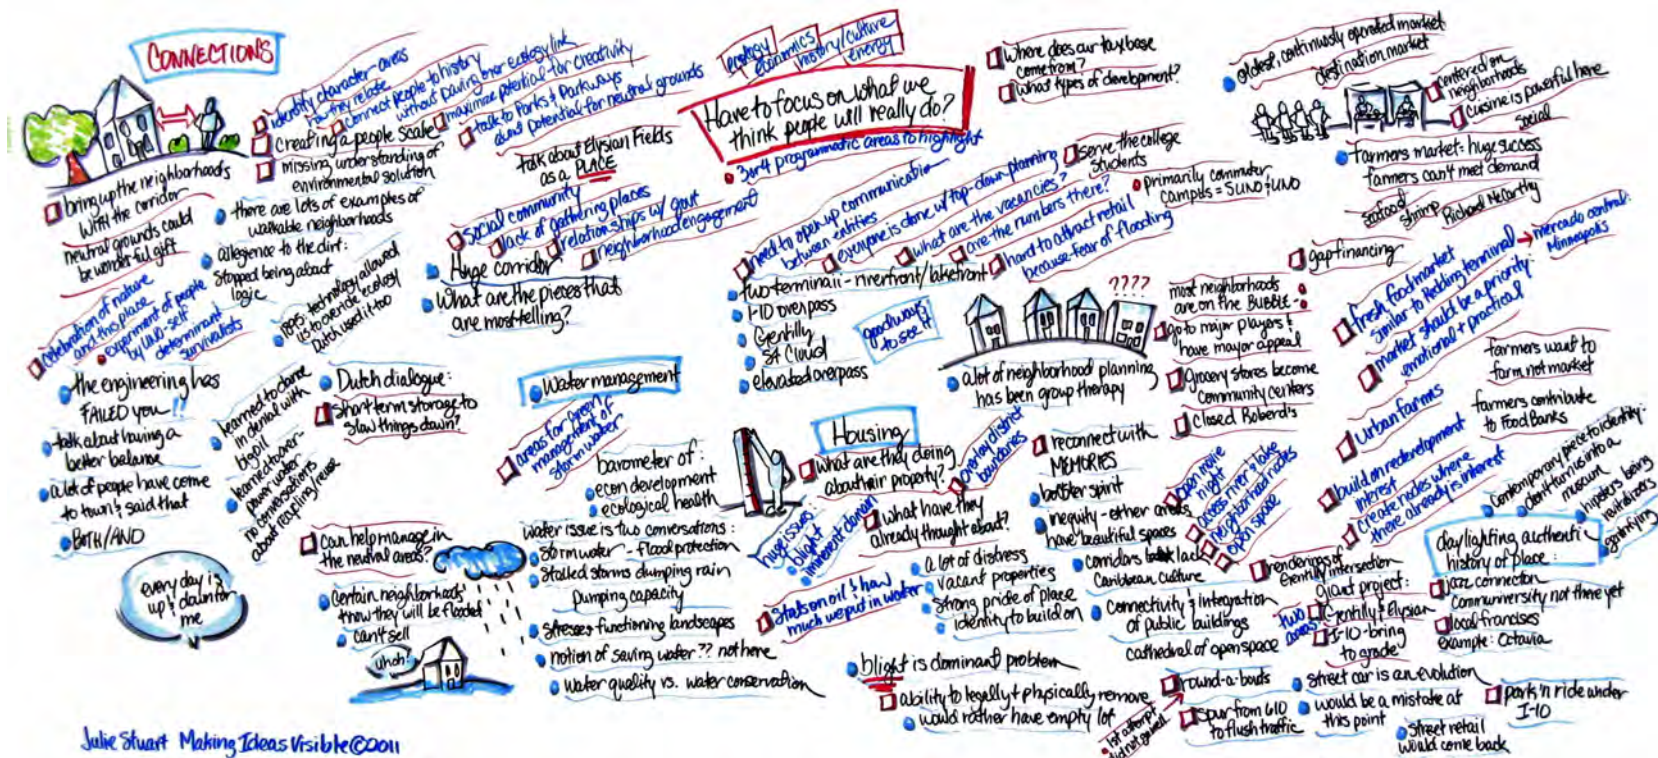 CONNECTIONS
identify character areas
how they relate
connect people to history
without paving over ecology link
maximize potential for creativity
talk to Parks & Parkways
about potential for neutral grounds
creating a people scale
missing understanding of
environmental solution
bring up the neighborhoods
with the corridor
neutral grounds could
be wonderful gift
there are lots of examples of
walkable neighborhoods
allegience to the dirt:
stopped being about
logic
celebration of nature
and this place
experiment of people
by UNO-self
determinant
survivalists
1895: technology allowed
us to override ecology
Dutch used it too
the engineering has
FAILED you!!
talk about having a
better balance
a lot of people have come
to town & said that
BOTH/AND
learned to dance
in denial with
big oil
learned to over-
power water
no conversations
about recycling/reuse
every day is
up & down for
me
Dutch dialogue:
short term storage to
slow things down?
talk about Elysian Fields
as a PLACE
social community
lack of gathering places
relationships w/ govt
neighborhood engagement
Huge corridor
What are the pieces that
are most telling?
Water management
areas for green
management of
stormwater
barometer of:
econ development
ecological health
can help manage in
the neutral areas?
certain neighborhoods
know they will be flooded
can't sell
uhoh!
water issue is two conversations:
stormwater - flood protection
stalled storms dumping rain
pumping capacity
stresses functioning landscapes
notion of saving water?? not here
water quality vs. water conservation
ecology
economics
history/culture
energy
Have to focus on what we
think people will really do?
3 or 4 programmatic areas to highlight
need to open up communication
between entities
everyone is done w/ top-down planning
what are the vacancies?
are the numbers there?
hard to attract retail
because fear of flooding
two terminaii - riverfront/lakefront
I-10 overpass
Gentilly
St Cloud
elevated overpass
good ways
to see it
Where does our tax base
come from?
What types of development?
serve the college
students
primarily commuter
campus = SUNO & UNO
????
a lot of neighborhood planning
has been group therapy
most neighborhoods
are on the BUBBLE -
go to major players &
have mayor appeal
grocery stores become
community centers
Closed Roberd's
gap financing
Housing
what are they doing
about their property?
overlay district
boundaries
what have they
already thought about?
huge issues:
blight
imminent domain
Stats on oil & how
much we put in water
a lot of distress
vacant properties
strong pride of place
identity to build on
reconnect with
MEMORIES
bolster spirit
inequity - other areas
have beautiful spaces
corridors lack
Caribbean culture
connectivity & integration
of public buildings
cathedral of open space
blight is dominant problem
ability to legally & physically remove
would rather have empty lot
open movie
night
access river & lake
neighborhood nodes
open space
renderings of
Gentilly intersection
giant project:
two
areas
Gentilly & Elysian
I-10-bring
to grade
round-a-bouts
1st attempt
did not go well
spur from 610
to flush traffic
street car is an evolution
would be a mistake at
this point
street retail
would come back
park 'n ride under
I-10
oldest, continuously operated market
destination market
centered on
neighborhoods
cuisine is powerful here
social
farmers market: huge success
farmers can't meet demand
seafood
shrimp
Richard McCarthy
fresh food market
similar to Redding terminal
mercado central:
Minneapolis
market should be a priority:
emotional + practical
farmers want to
farm not market
urban farms
farmers contribute
to Food Banks
build on redevelopment
interest
create nodes where
there already is interest
contemporary piece to identity-
don't turn it into a
museum
hipsters being
gentrifying
daylighting authentic
history of place:
jazz connection
communiversity not there yet
local francises
example: Octavia
Julie Stuart Making Ideas Visible©2011